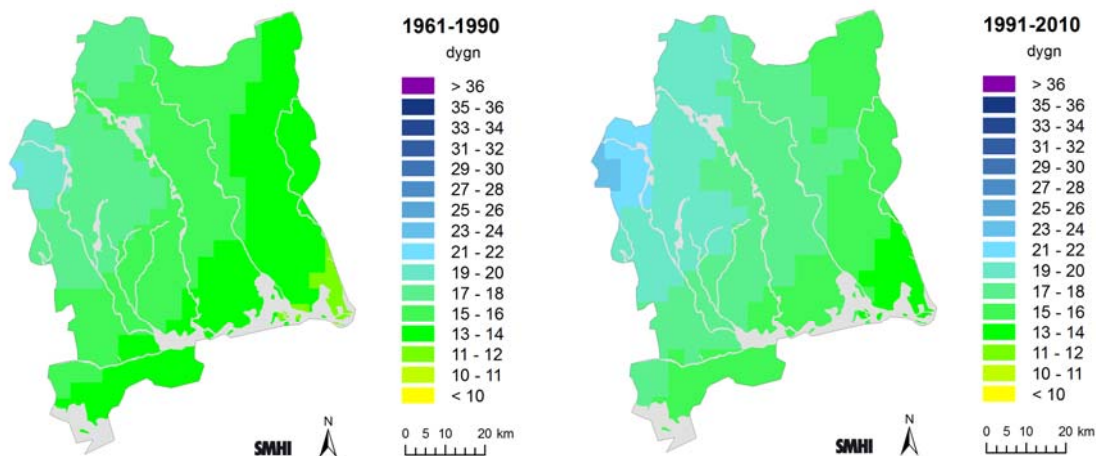 1961-1990
dygn
> 36
35 - 36
33 - 34
31 - 32
29 - 30
27 - 28
25 - 26
23 - 24
21 - 22
19 - 20
17 - 18
15 - 16
13 - 14
11 - 12
10 - 11
< 10
N
SMHI
0 5 10 20 km
1991-2010
dygn
> 36
35 - 36
33 - 34
31 - 32
29 - 30
27 - 28
25 - 26
23 - 24
21 - 22
19 - 20
17 - 18
15 - 16
13 - 14
11 - 12
10 - 11
< 10
N
SMHI
0 5 10 20 km